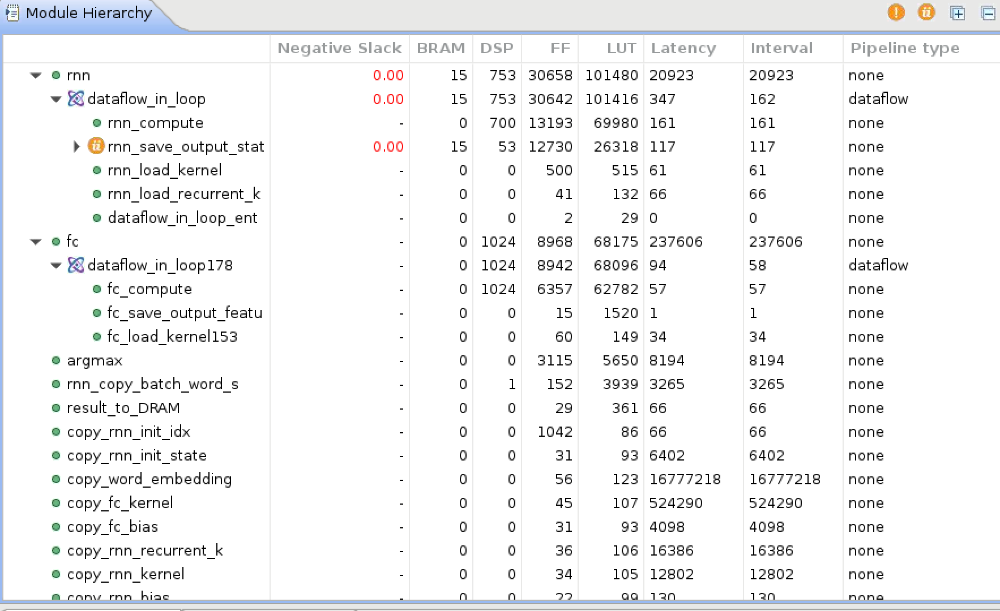 Module Hierarchy
Negative Slack BRAM DSP FF LUT Latency Interval Pipeline type
rnn 0.00 15 753 30658 101480 20923 20923 none
dataflow_in_loop 0.00 15 753 30642 101416 347 162 dataflow
rnn_compute - 0 700 13193 69980 161 161 none
rnn_save_output_stat 0.00 15 53 12730 26318 117 117 none
rnn_load_kernel - 0 0 500 515 61 61 none
rnn_load_recurrent_k - 0 0 41 132 66 66 none
dataflow_in_loop_ent - 0 0 2 29 0 0 none
fc - 0 1024 8968 68175 237606 237606 none
dataflow_in_loop178 - 0 1024 8942 68096 94 58 dataflow
fc_compute - 0 1024 6357 62782 57 57 none
fc_save_output_featu - 0 0 15 1520 1 1 none
fc_load_kernel153 - 0 0 60 149 34 34 none
argmax - 0 0 3115 5650 8194 8194 none
rnn_copy_batch_word_s - 0 1 152 3939 3265 3265 none
result_to_DRAM - 0 0 29 361 66 66 none
copy_rnn_init_idx - 0 0 1042 86 66 66 none
copy_rnn_init_state - 0 0 31 93 6402 6402 none
copy_word_embedding - 0 0 56 123 16777218 16777218 none
copy_fc_kernel - 0 0 45 107 524290 524290 none
copy_fc_bias - 0 0 31 93 4098 4098 none
copy_rnn_recurrent_k - 0 0 36 106 16386 16386 none
copy_rnn_kernel - 0 0 34 105 12802 12802 none
copy_rnn_bias - 0 0 22 99 130 130 none